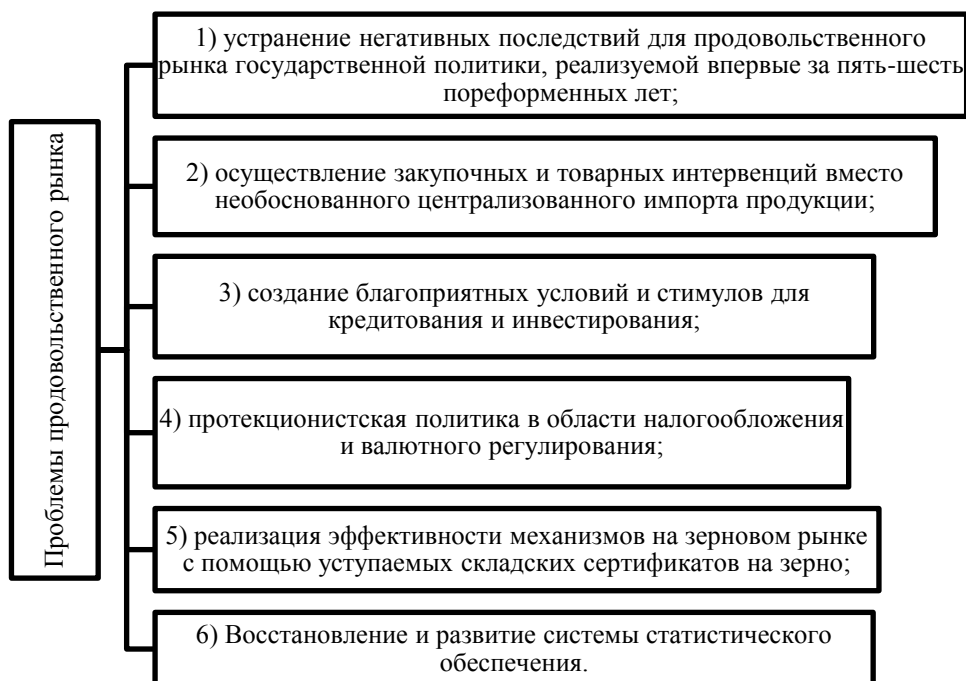 Проблемы продовольственного рынка
1) устранение негативных последствий для продовольственного
рынка государственной политики, реализуемой впервые за пять-шесть
пореформенных лет;
2) осуществление закупочных и товарных интервенций вместо
необоснованного централизованного импорта продукции;
3) создание благоприятных условий и стимулов для
кредитования и инвестирования;
4) протекционистская политика в области налогообложения
и валютного регулирования;
5) реализация эффективности механизмов на зерновом рынке
с помощью уступаемых складских сертификатов на зерно;
6) Восстановление и развитие системы статистического
обеспечения.